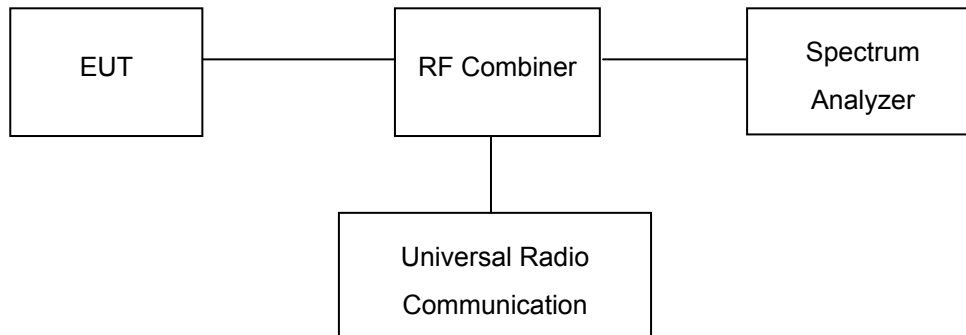 EUT
RF Combiner
Spectrum
Analyzer
Universal Radio
Communication